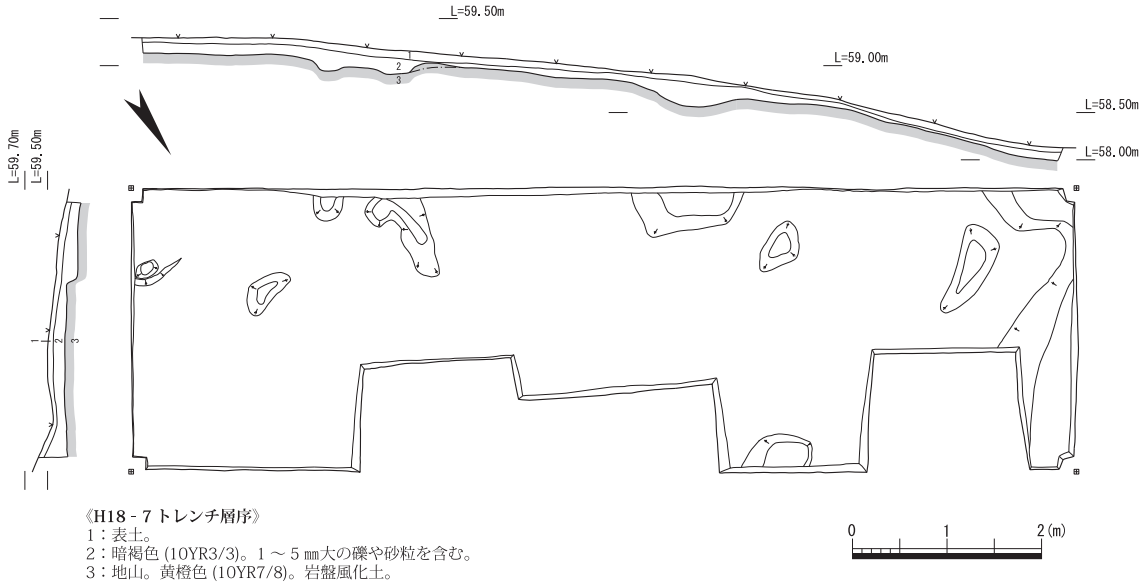 L=59.50m
1
2
3
L=59.00m
L=58.50m
L=58.00m
L=59.70m
L=59.50m
1 2 3
《H18 - 7 トレンチ層序》
1：表土。
2：暗褐色 (10YR3/3)。1 ～ 5 ㎜大の礫や砂粒を含む。
3：地山。黄橙色 (10YR7/8)。岩盤風化土。
0 1 2 (m)